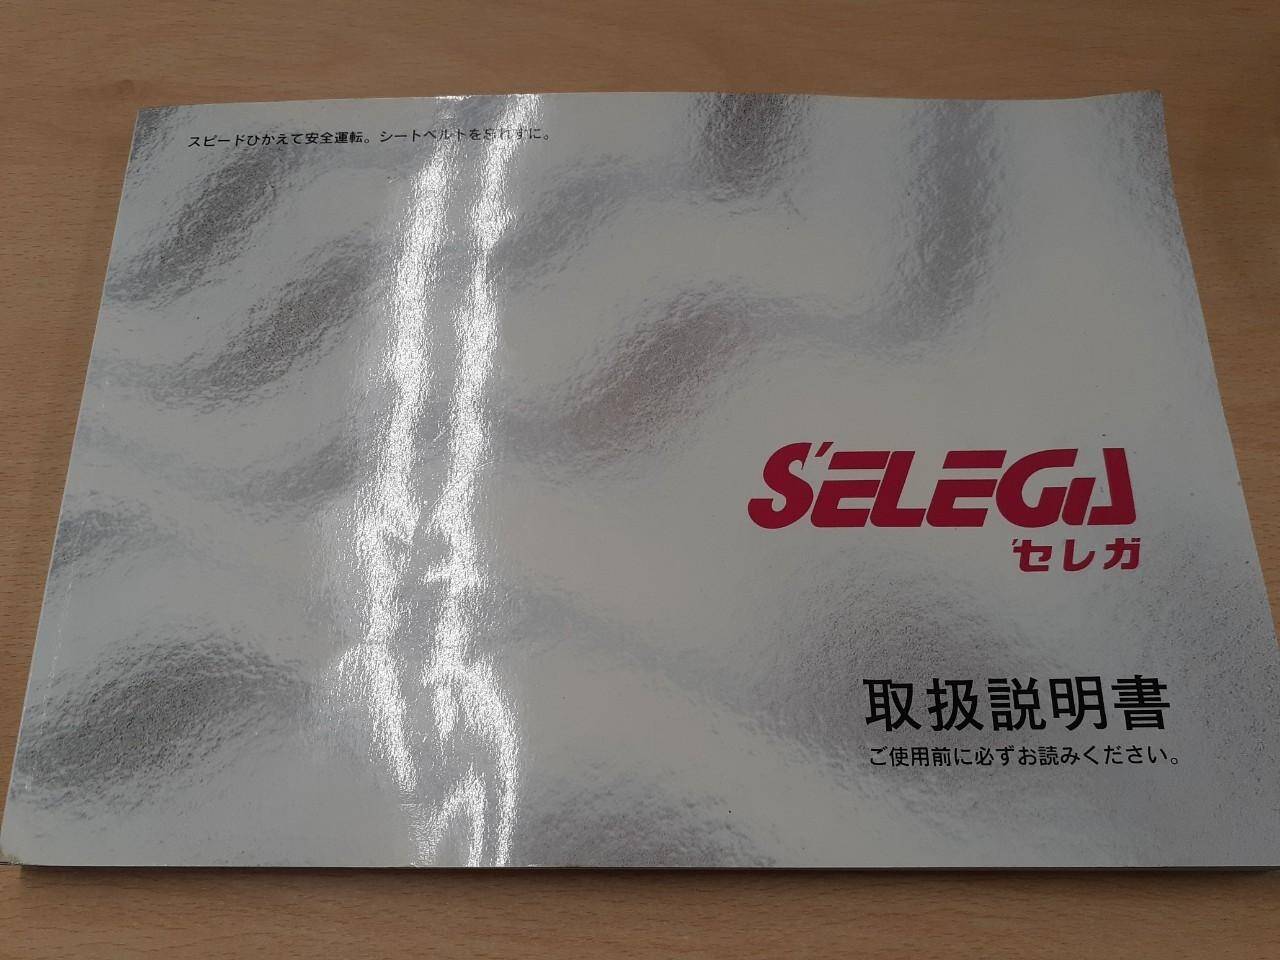 スピードひかえて安全運転。シートベルトを忘れずに。
S'ELEGA
'セレガ
取扱説明書
ご使用前に必ずお読みください。